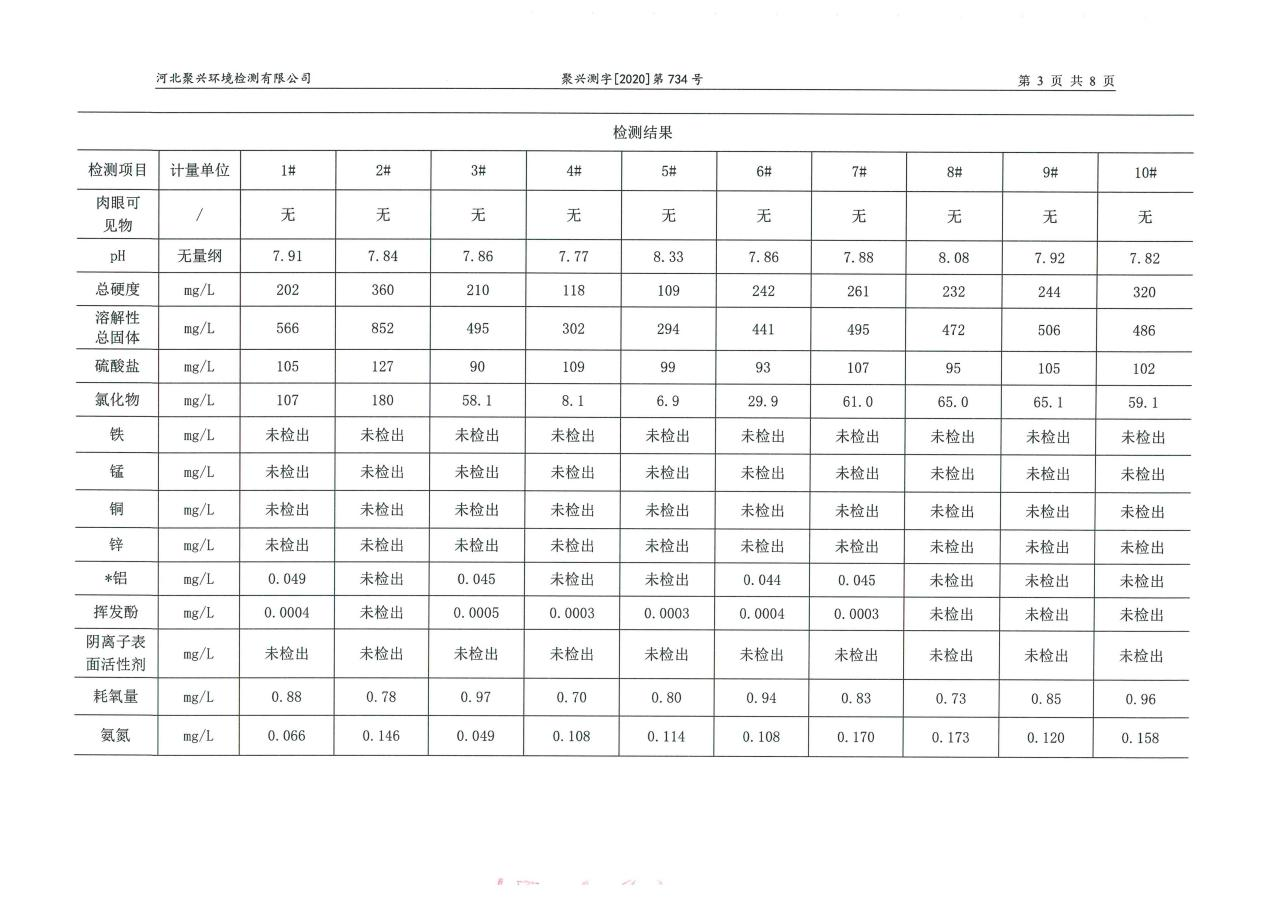 河北聚兴环境检测有限公司 聚兴测字[2020]第 734 号 第 3 页 共 8 页
检测结果
检测项目 计量单位 1# 2# 3# 4# 5# 6# 7# 8# 9# 10#
肉眼可
见物 / 无 无 无 无 无 无 无 无 无 无
pH 无量纲 7.91 7.84 7.86 7.77 8.33 7.86 7.88 8.08 7.92 7.82
总硬度 mg/L 202 360 210 118 109 242 261 232 244 320
溶解性
总固体 mg/L 566 852 495 302 294 441 495 472 506 486
硫酸盐 mg/L 105 127 90 109 99 93 107 95 105 102
氯化物 mg/L 107 180 58.1 8.1 6.9 29.9 61.0 65.0 65.1 59.1
铁 mg/L 未检出 未检出 未检出 未检出 未检出 未检出 未检出 未检出 未检出 未检出
锰 mg/L 未检出 未检出 未检出 未检出 未检出 未检出 未检出 未检出 未检出 未检出
铜 mg/L 未检出 未检出 未检出 未检出 未检出 未检出 未检出 未检出 未检出 未检出
锌 mg/L 未检出 未检出 未检出 未检出 未检出 未检出 未检出 未检出 未检出 未检出
*铝 mg/L 0.049 未检出 0.045 未检出 未检出 0.044 0.045 未检出 未检出 未检出
挥发酚 mg/L 0.0004 未检出 0.0005 0.0003 0.0003 0.0004 0.0003 未检出 未检出 未检出
阴离子表
面活性剂 mg/L 未检出 未检出 未检出 未检出 未检出 未检出 未检出 未检出 未检出 未检出
耗氧量 mg/L 0.88 0.78 0.97 0.70 0.80 0.94 0.83 0.73 0.85 0.96
氨氮 mg/L 0.066 0.146 0.049 0.108 0.114 0.108 0.170 0.173 0.120 0.158